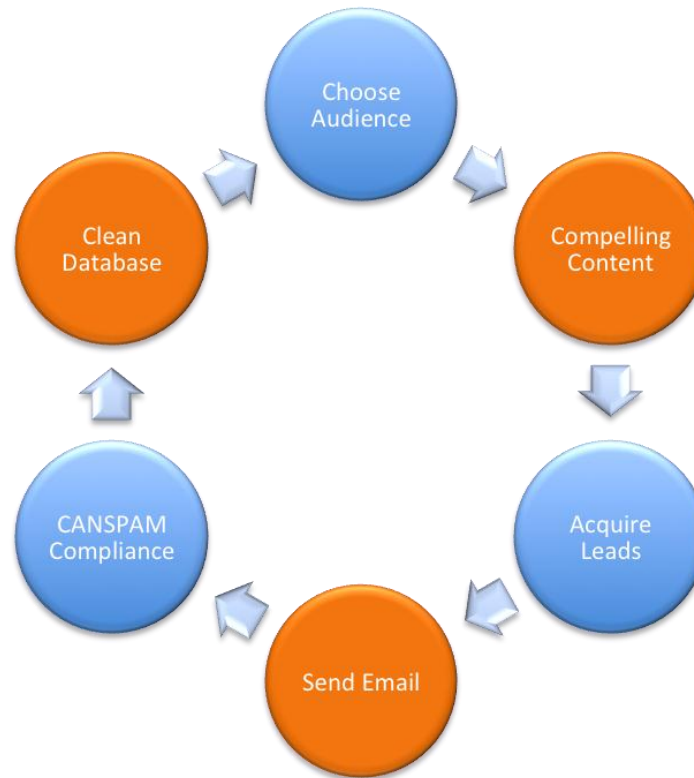 Choose
Audience
Compelling
Content
Acquire
Leads
Send Email
CANSPAM
Compliance
Clean
Database